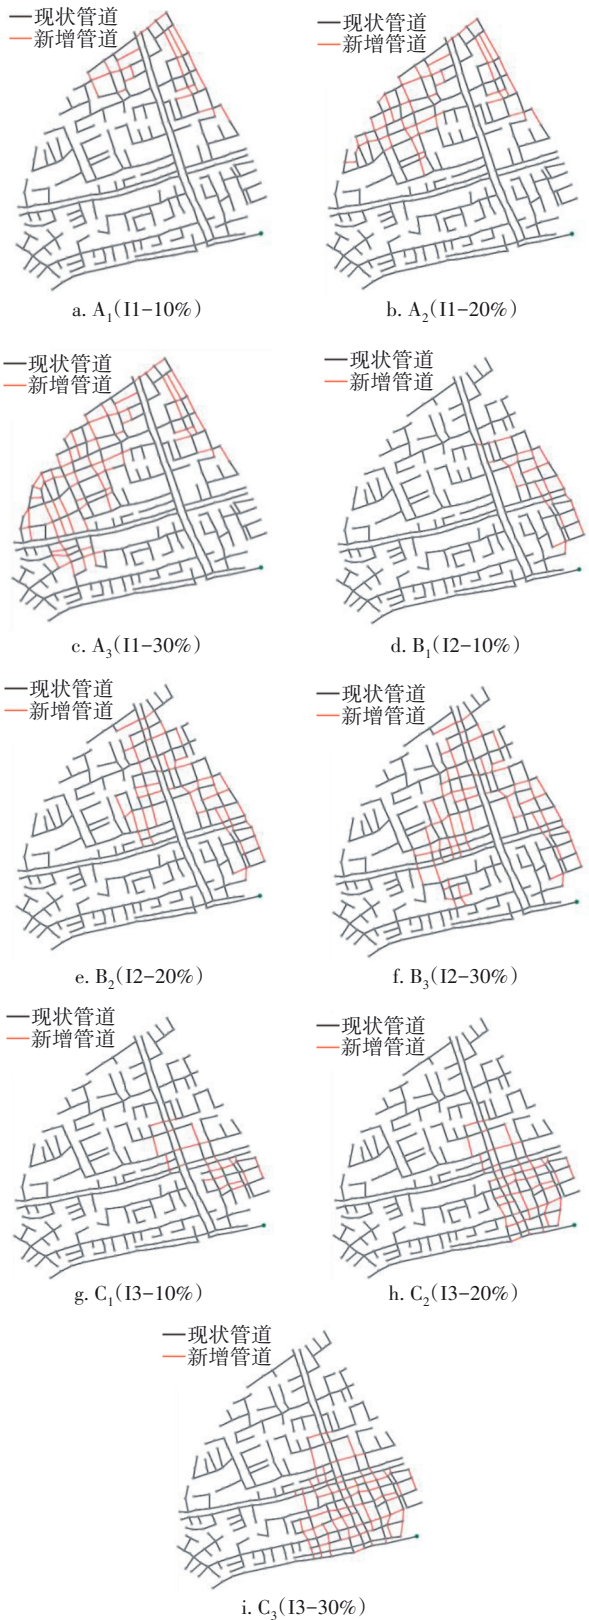 现状管道
新增管道
a. A1(I1-10%)
现状管道
新增管道
b. A2(I1-20%)
现状管道
新增管道
c. A3(I1-30%)
现状管道
新增管道
d. B1(I2-10%)
现状管道
新增管道
e. B2(I2-20%)
现状管道
新增管道
f. B3(I2-30%)
现状管道
新增管道
g. C1(I3-10%)
现状管道
新增管道
h. C2(I3-20%)
现状管道
新增管道
i. C3(I3-30%)